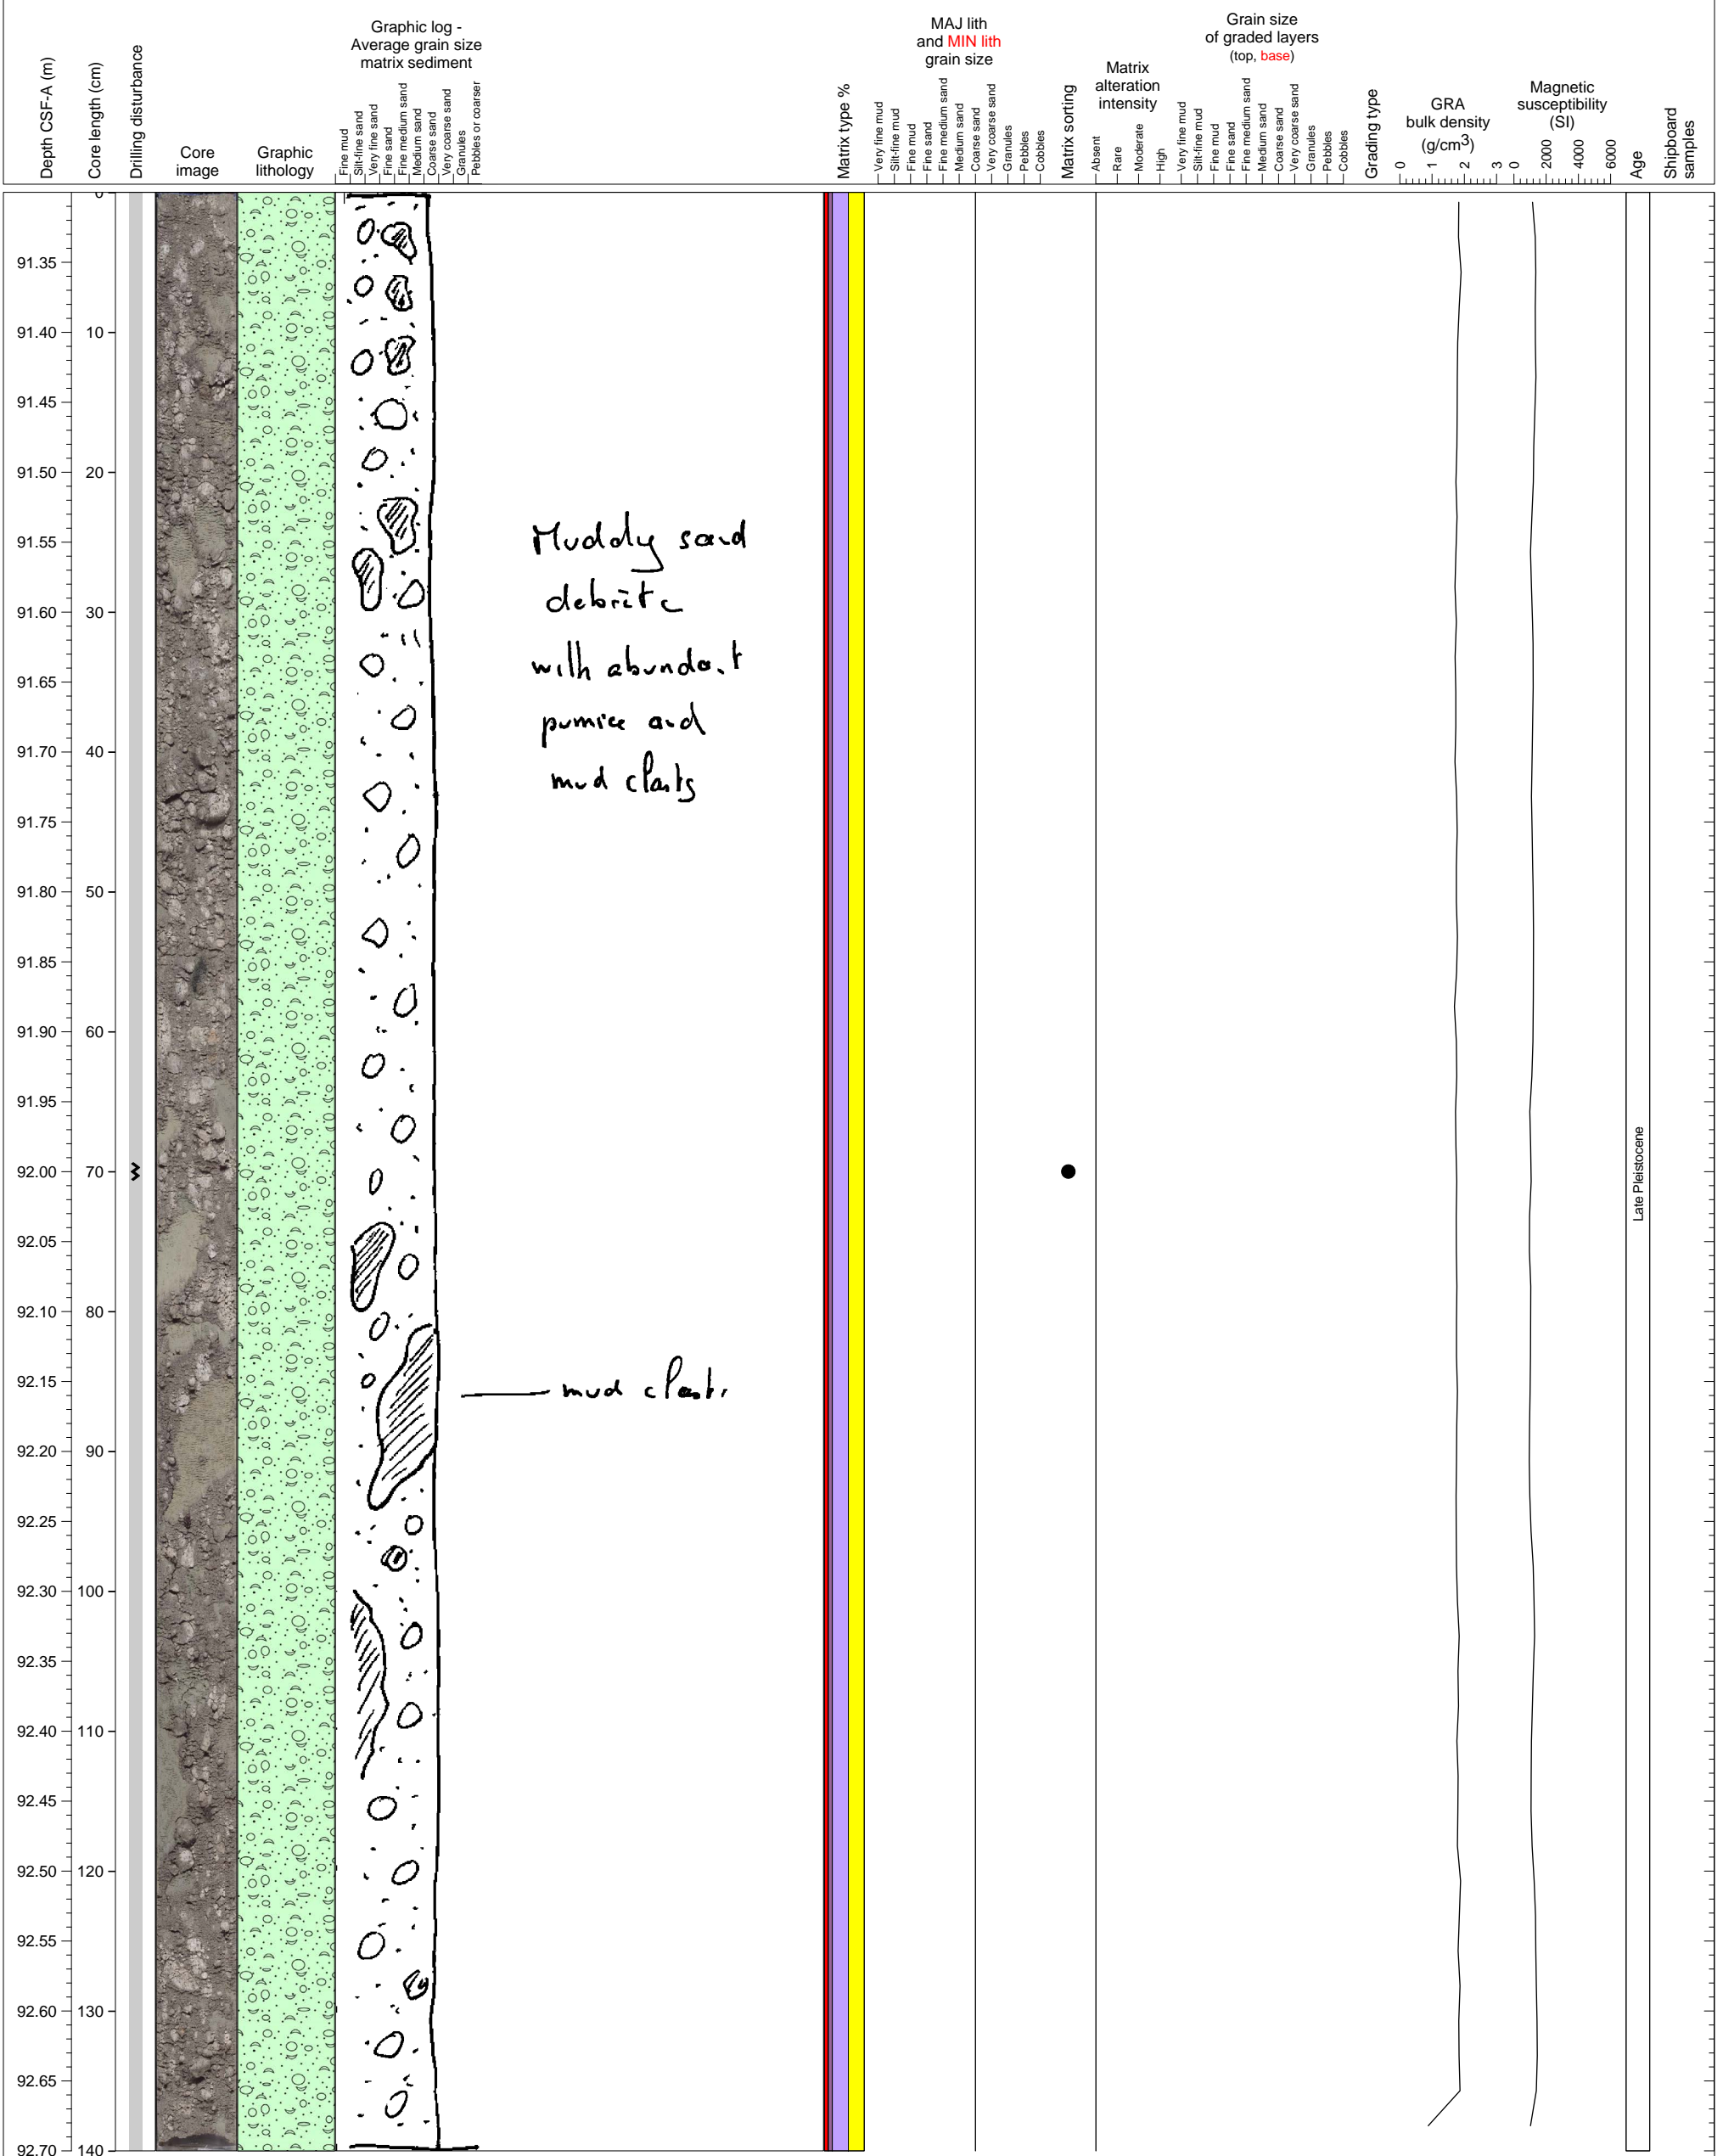 Depth CSF-A (m)
Core length (cm)
Drilling disturbance
Core
image
Graphic
lithology
Graphic log -
Average grain size
matrix sediment
Fine mud
Silt-fine sand
Very fine sand
Fine sand
Fine medium sand
Medium sand
Coarse sand
Very coarse sand
Granules
Pebbles or coarser
Matrix type %
MAJ lith
and MIN lith
grain size
Very fine mud
Silt-fine mud
Fine mud
Fine sand
Fine medium sand
Medium sand
Coarse sand
Very coarse sand
Granules
Pebbles
Cobbles
Matrix sorting
Matrix
alteration
intensity
Absent
Rare
Moderate
High
Grain size
of graded layers
(top, base)
Very fine mud
Silt-fine mud
Fine mud
Fine sand
Fine medium sand
Medium sand
Coarse sand
Very coarse sand
Granules
Pebbles
Cobbles
Grading type
GRA
bulk density
(g/cm3)
0 1 2 3
Magnetic
susceptibility
(SI)
0 2000 4000 6000
Age
Shipboard
samples
0
91.35
91.40 10
91.45
91.50 20
91.55
91.60 30
91.65
91.70 40
91.75
91.80 50
91.85
91.90 60
91.95
92.00 70
92.05
92.10 80
92.15
92.20 90
92.25
92.30 100
92.35
92.40 110
92.45
92.50 120
92.55
92.60 130
92.65
92.70 140
Muddy sand
debrite
with abundant
pumice and
mud clasts
mud clasts
Late Pleistocene